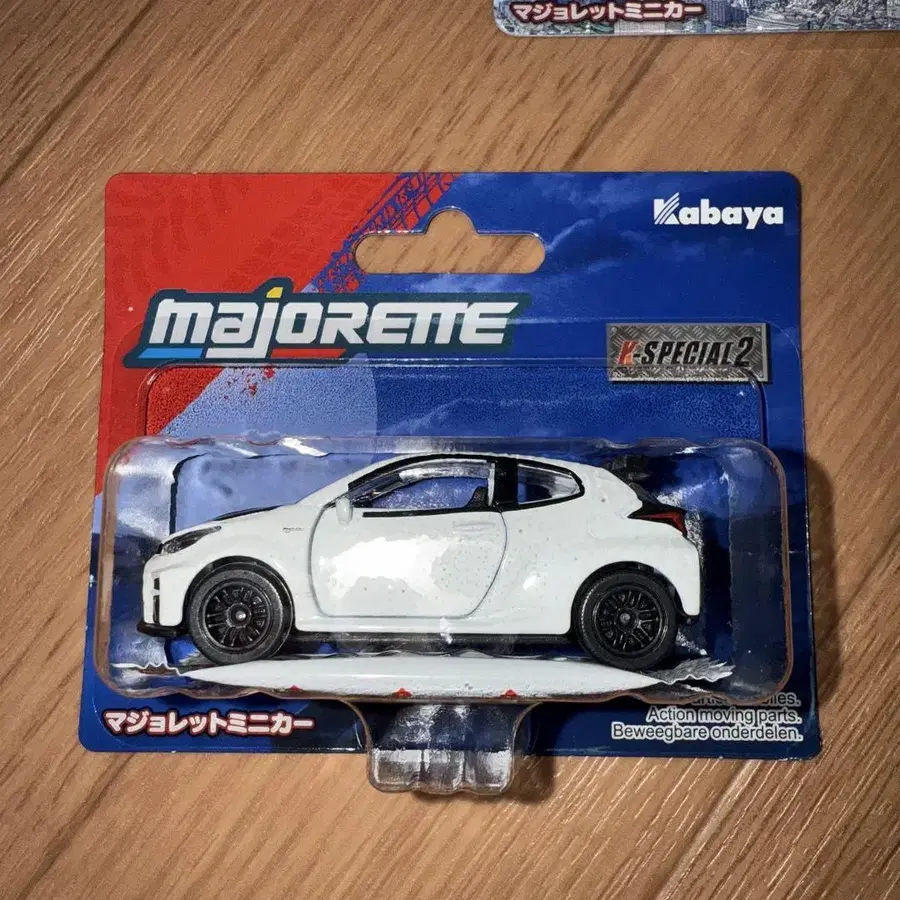 マジョレットミニカー
Kabaya
majorette
K-SPECIAL 2
マジョレットミニカー
Action moving parts.
Beweegbare onderdelen.